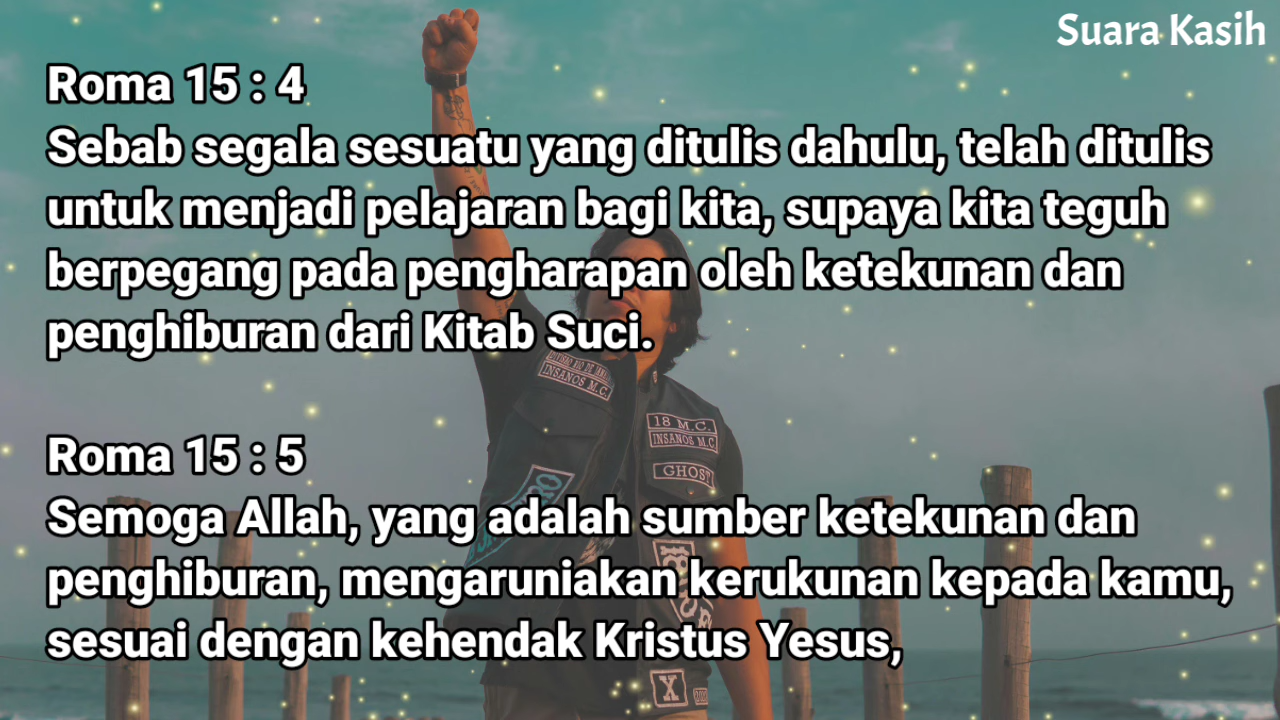 Suara Kasih
Roma 15 : 4
Sebab segala sesuatu yang ditulis dahulu, telah ditulis
untuk menjadi pelajaran bagi kita, supaya kita teguh
berpegang pada pengharapan oleh ketekunan dan
penghiburan dari Kitab Suci.
INSANOS M.C.
18 M.C.
INSANOS M.C
GHOST
Roma 15 : 5
Semoga Allah, yang adalah sumber ketekunan dan
penghiburan, mengaruniakan kerukunan kepada kamu,
sesuai dengan kehendak Kristus Yesus,
X